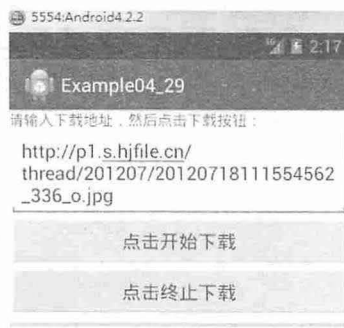 5554:Android4.2.2
3G 2:17
Example04_29
请输入下载地址，然后点击下载按钮：
http://p1.s.hjfile.cn/
thread/201207/20120718111554562
_336_o.jpg
点击开始下载
点击终止下载